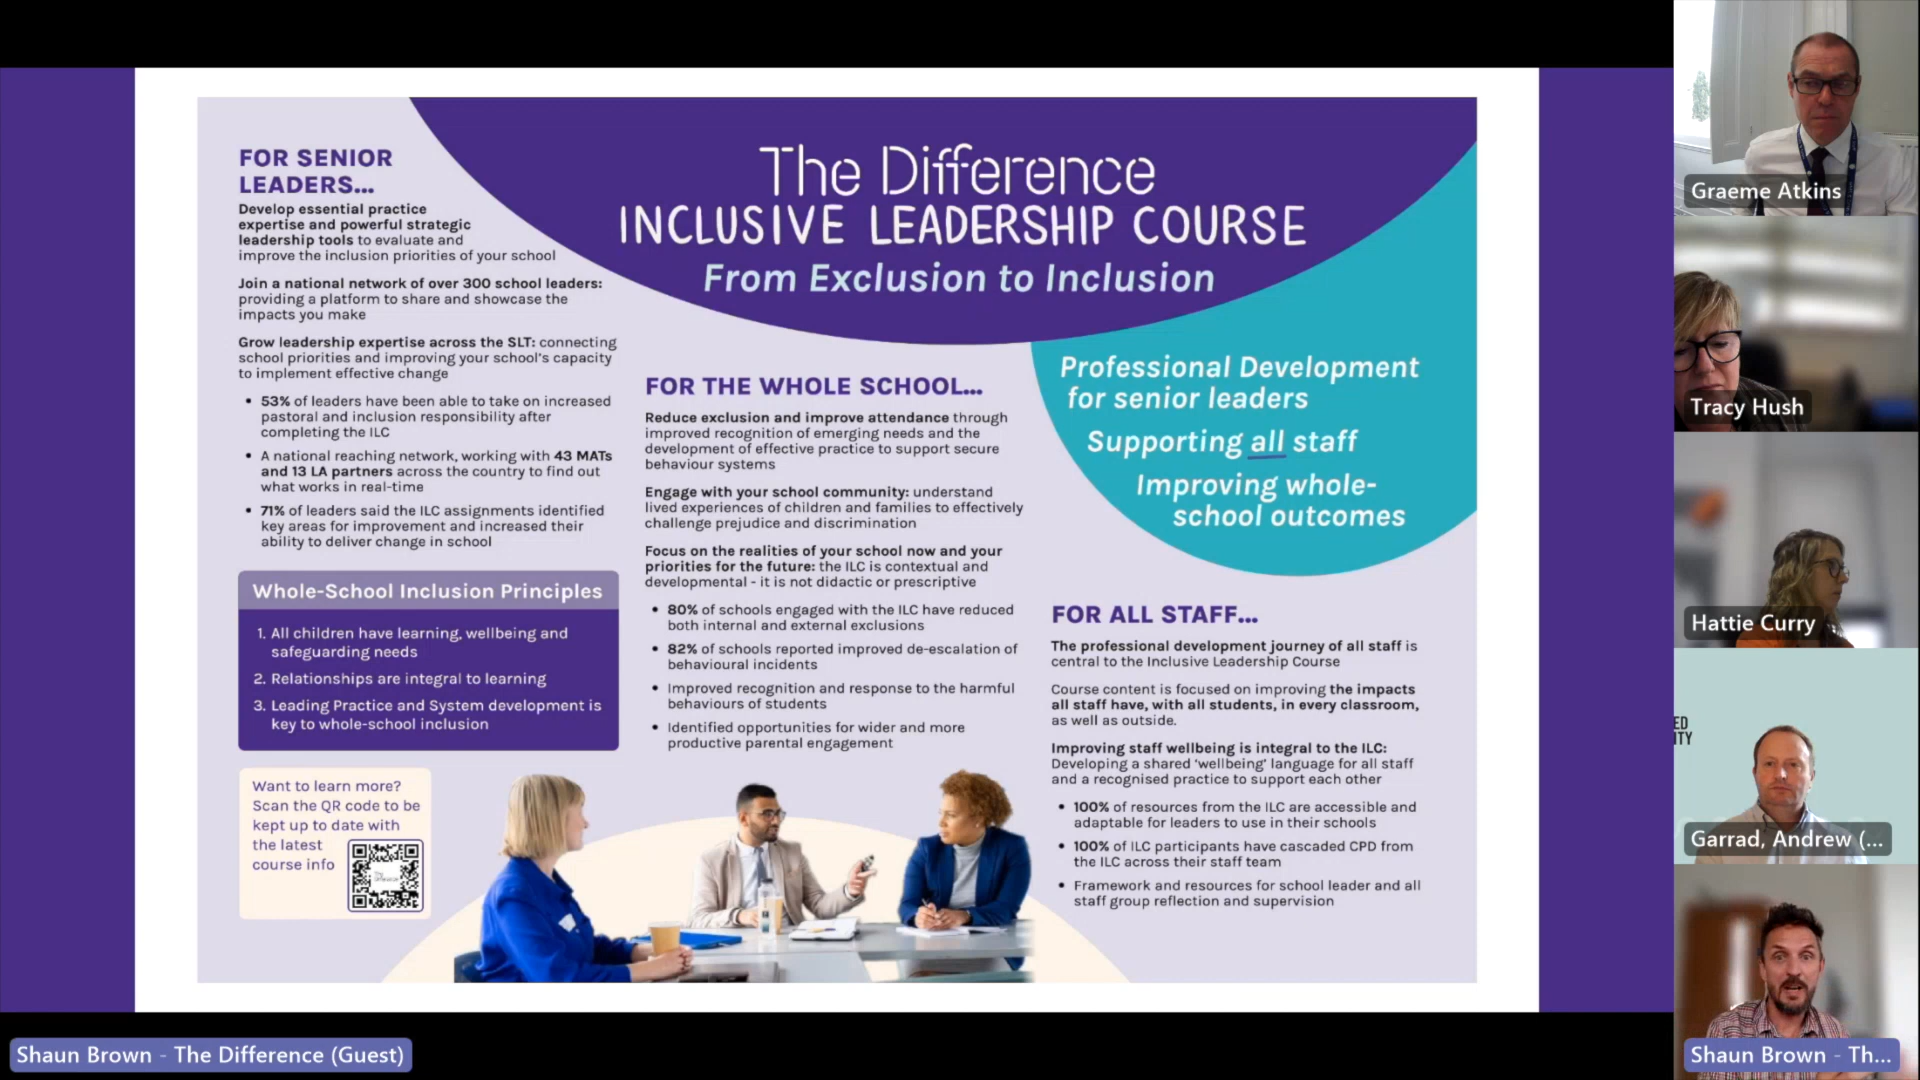 FOR SENIOR
LEADERS...
Develop essential practice
expertise and powerful strategic
leadership tools to evaluate and
improve the inclusion priorities of your school
Join a national network of over 300 school leaders:
providing a platform to share and showcase the
impacts you make
Grow leadership expertise across the SLT: connecting
school priorities and improving your school's capacity
to implement effective change
• 53% of leaders have been able to take on increased
pastoral and inclusion responsibility after
completing the ILC
• A national reaching network, working with 43 MATs
and 13 LA partners across the country to find out
what works in real-time
• 71% of leaders said the ILC assignments identified
key areas for improvement and increased their
ability to deliver change in school
Whole-School Inclusion Principles
1. All children have learning, wellbeing and
safeguarding needs
2. Relationships are integral to learning
3. Leading Practice and System development is
key to whole-school inclusion
Want to learn more?
Scan the QR code to be
kept up to date with
the latest
course info
The Difference
INCLUSIVE LEADERSHIP COURSE
From Exclusion to Inclusion
FOR THE WHOLE SCHOOL...
Reduce exclusion and improve attendance through
improved recognition of emerging needs and the
development of effective practice to support secure
behaviour systems
Engage with your school community: understand
lived experiences of children and families to effectively
challenge prejudice and discrimination
Focus on the realities of your school now and your
priorities for the future: the ILC is contextual and
developmental - it is not didactic or prescriptive
• 80% of schools engaged with the ILC have reduced
both internal and external exclusions
• 82% of schools reported improved de-escalation of
behavioural incidents
• Improved recognition and response to the harmful
behaviours of students
• Identified opportunities for wider and more
productive parental engagement
Professional Development
for senior leaders
Supporting all staff
Improving whole-
school outcomes
FOR ALL STAFF...
The professional development journey of all staff is
central to the Inclusive Leadership Course
Course content is focused on improving the impacts
all staff have, with all students, in every classroom,
as well as outside.
Improving staff wellbeing is integral to the ILC:
Developing a shared 'wellbeing' language for all staff
and a recognised practice to support each other
• 100% of resources from the ILC are accessible and
adaptable for leaders to use in their schools
• 100% of ILC participants have cascaded CPD from
the ILC across their staff team
• Framework and resources for school leader and all
staff group reflection and supervision
Graeme Atkins
Tracy Hush
Hattie Curry
ED
ITY
Garrad, Andrew (...
Shaun Brown - Th...
Shaun Brown - The Difference (Guest)